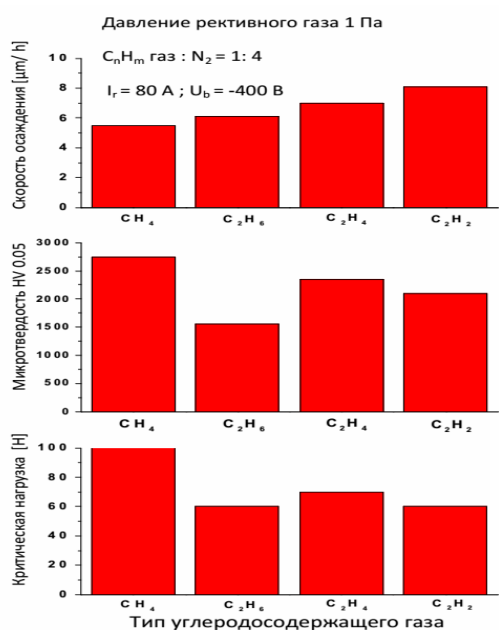 Давление рективного газа 1 Па
CnHm газ : N2 = 1: 4
Ir = 80 A ; Ub = -400 В
Скорость осаждения [μm/ h]
10
8
6
4
2
0
CH4 C2H6 C2H4 C2H2
Микротвердость HV 0.05
3000
2500
2000
1500
1000
500
0
CH4 C2H6 C2H4 C2H2
Критическая нагрузка [Н]
100
80
60
40
20
0
CH4 C2H6 C2H4 C2H2
Тип углеродосодержащего газа